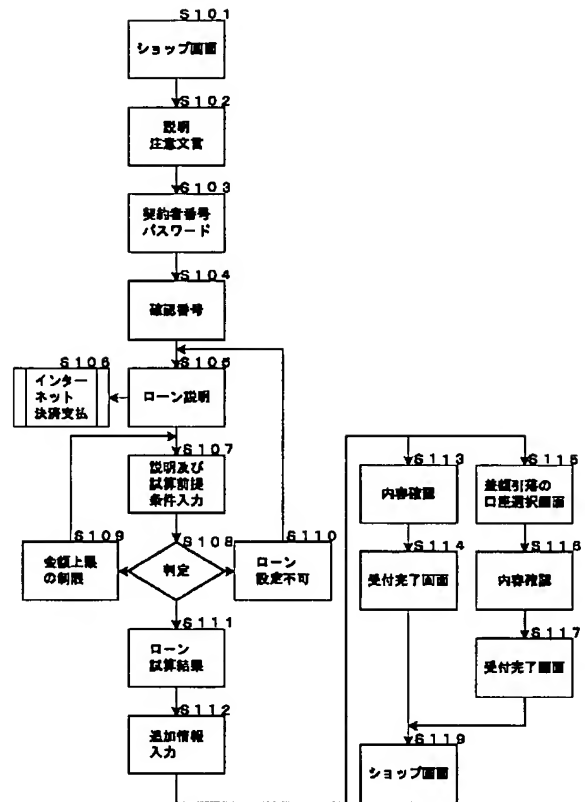 S101
ショップ画面
S102
説明
注意文言
S103
契約者番号
パスワード
S104
確認番号
S105
ローン説明
S106
インター
ネット
決済支払
S107
説明及び
試算前提
条件入力
S108
判定
S109
金額上限
の制限
S110
ローン
設定不可
S111
ローン
試算結果
S112
追加情報
入力
S113
内容確認
S114
受付完了画面
S115
差額引落の
口座選択画面
S116
内容確認
S117
受付完了画面
S119
ショップ画面